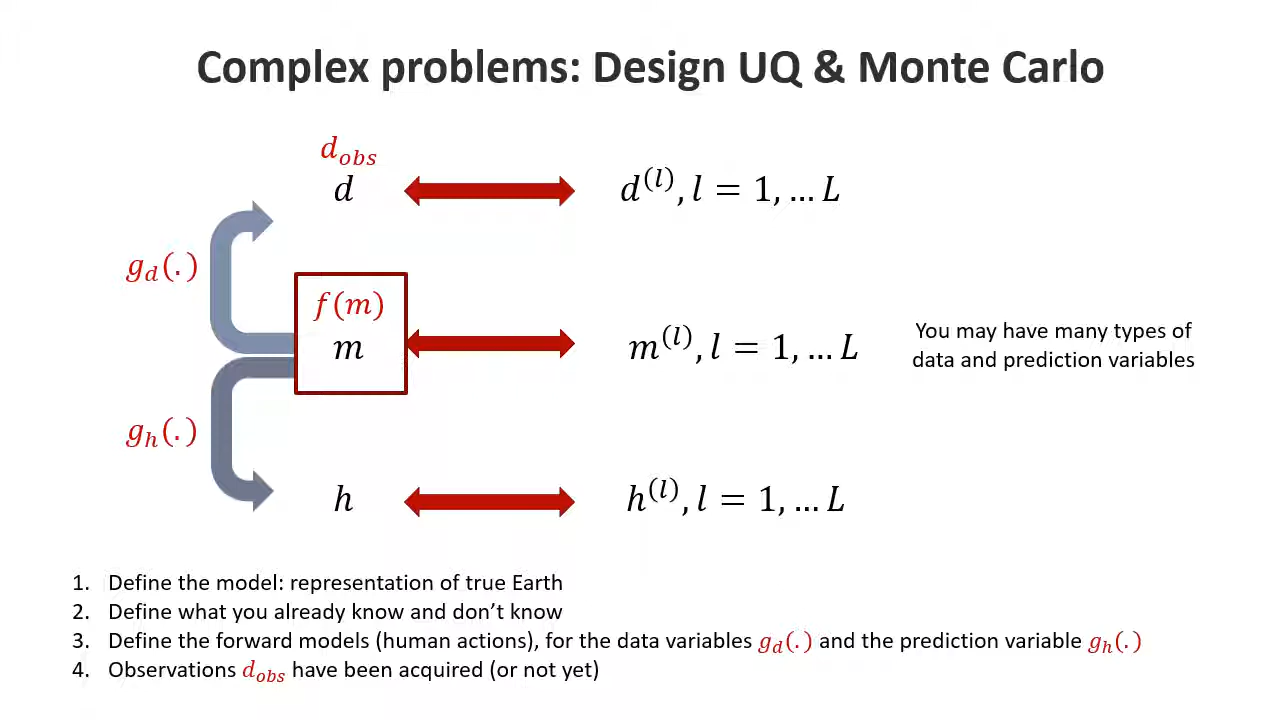 Complex problems: Design UQ & Monte Carlo
d_obs
d
d^(l), l = 1, … L
g_d(.)
f(m)
m
m^(l), l = 1, … L
You may have many types of
data and prediction variables
g_h(.)
h
h^(l), l = 1, … L
1. Define the model: representation of true Earth
2. Define what you already know and don’t know
3. Define the forward models (human actions), for the data variables g_d(.) and the prediction variable g_h(.)
4. Observations d_obs have been acquired (or not yet)